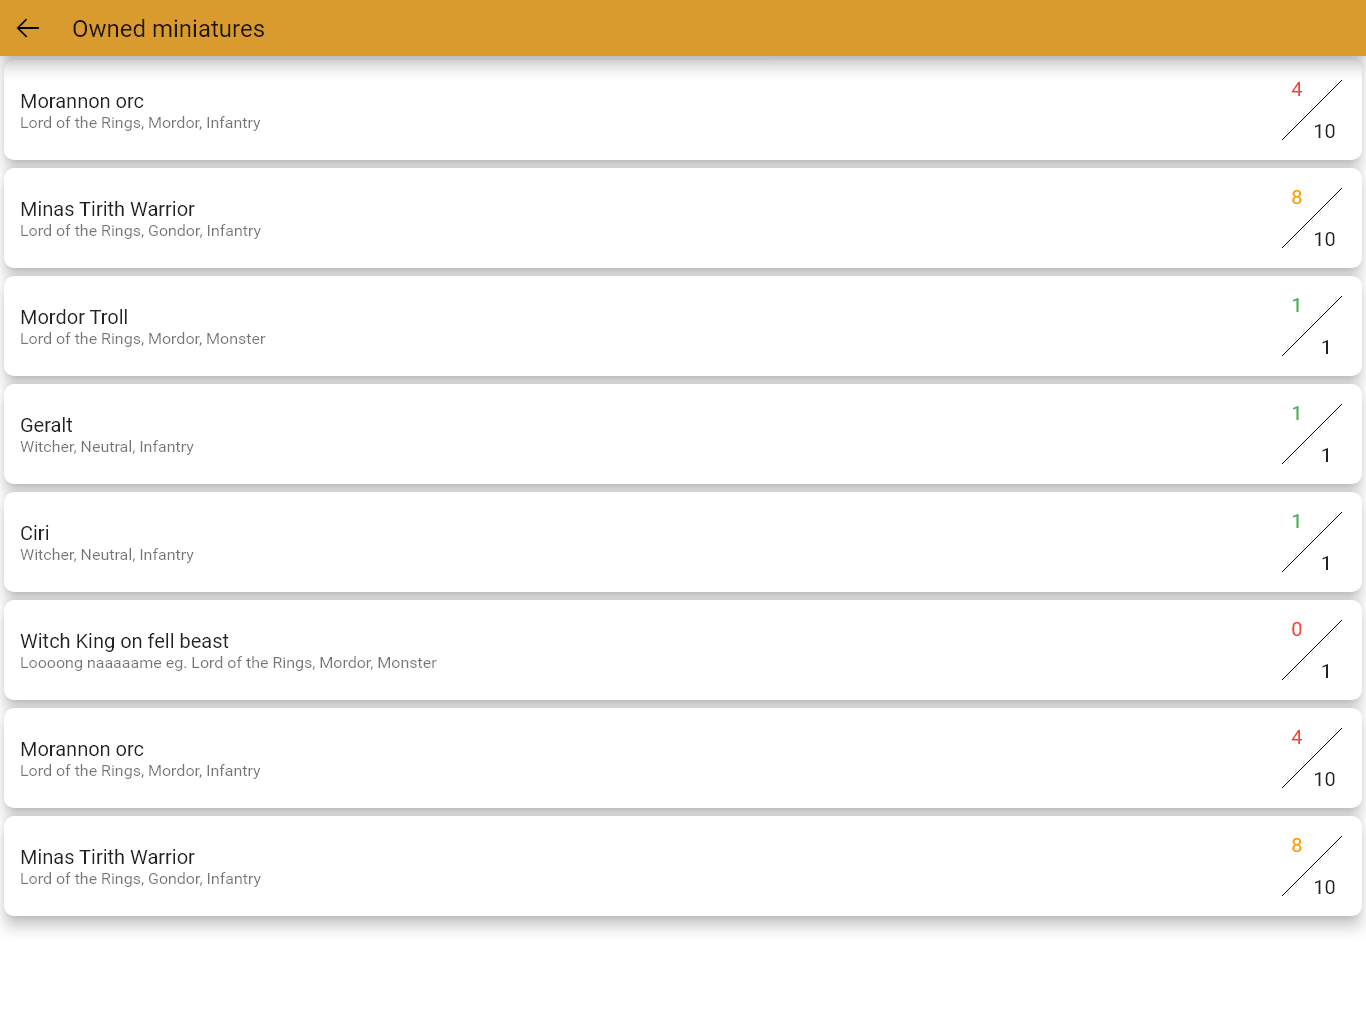 Owned miniatures
Morannon orc
Lord of the Rings, Mordor, Infantry
4
10
Minas Tirith Warrior
Lord of the Rings, Gondor, Infantry
8
10
Mordor Troll
Lord of the Rings, Mordor, Monster
1
1
Geralt
Witcher, Neutral, Infantry
1
1
Ciri
Witcher, Neutral, Infantry
1
1
Witch King on fell beast
Loooong naaaaame eg. Lord of the Rings, Mordor, Monster
0
1
Morannon orc
Lord of the Rings, Mordor, Infantry
4
10
Minas Tirith Warrior
Lord of the Rings, Gondor, Infantry
8
10